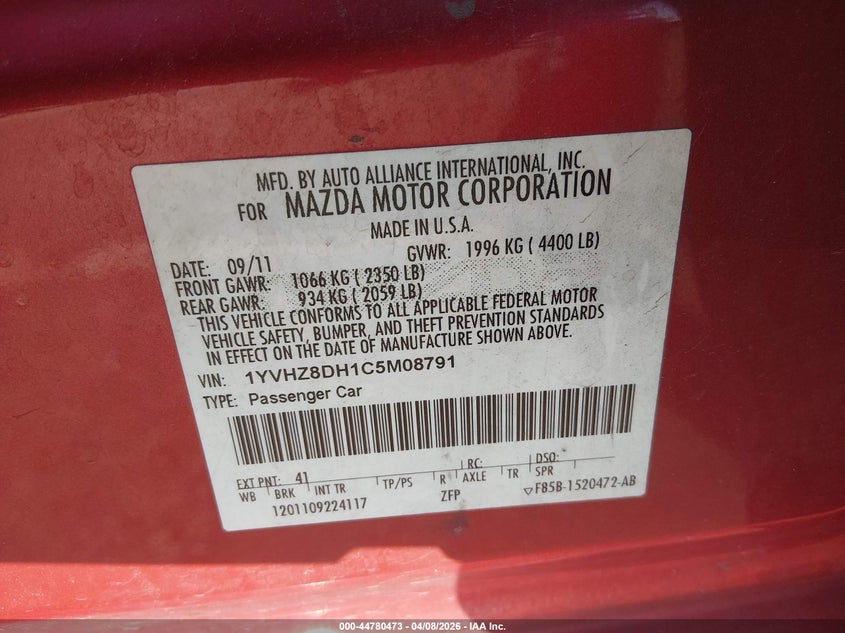 MFD. BY AUTO ALLIANCE INTERNATIONAL, INC.
FOR MAZDA MOTOR CORPORATION
MADE IN U.S.A.
DATE: 09/11 GVWR: 1996 KG ( 4400 LB)
FRONT GAWR: 1066 KG ( 2350 LB)
REAR GAWR: 934 KG ( 2059 LB)
THIS VEHICLE CONFORMS TO ALL APPLICABLE FEDERAL MOTOR
VEHICLE SAFETY, BUMPER, AND THEFT PREVENTION STANDARDS
IN EFFECT ON THE DATE OF MANUFACTURE SHOWN ABOVE.
VIN: 1YVHZ8DH1C5M08791
TYPE: Passenger Car
EXT PNT: 41 RC: DSO:
WB BRK INT TR TP/PS R AXLE TR SPR
1201109224117 ZFP ▽F85B-1520472-AB
000-44780473 - 04/08/2026 - IAA Inc.